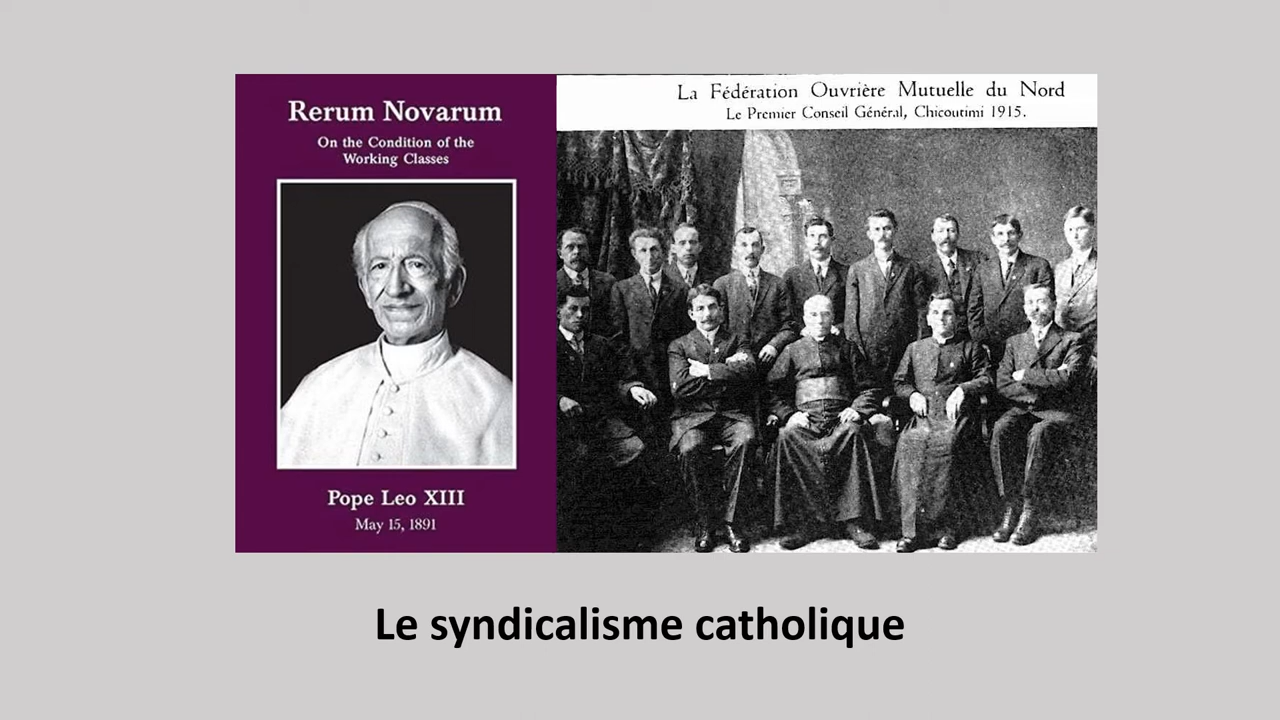 Rerum Novarum
On the Condition of the
Working Classes
Pope Leo XIII
May 15, 1891
La Fédération Ouvrière Mutuelle du Nord
Le Premier Conseil Général, Chicoutimi 1915.
Le syndicalisme catholique